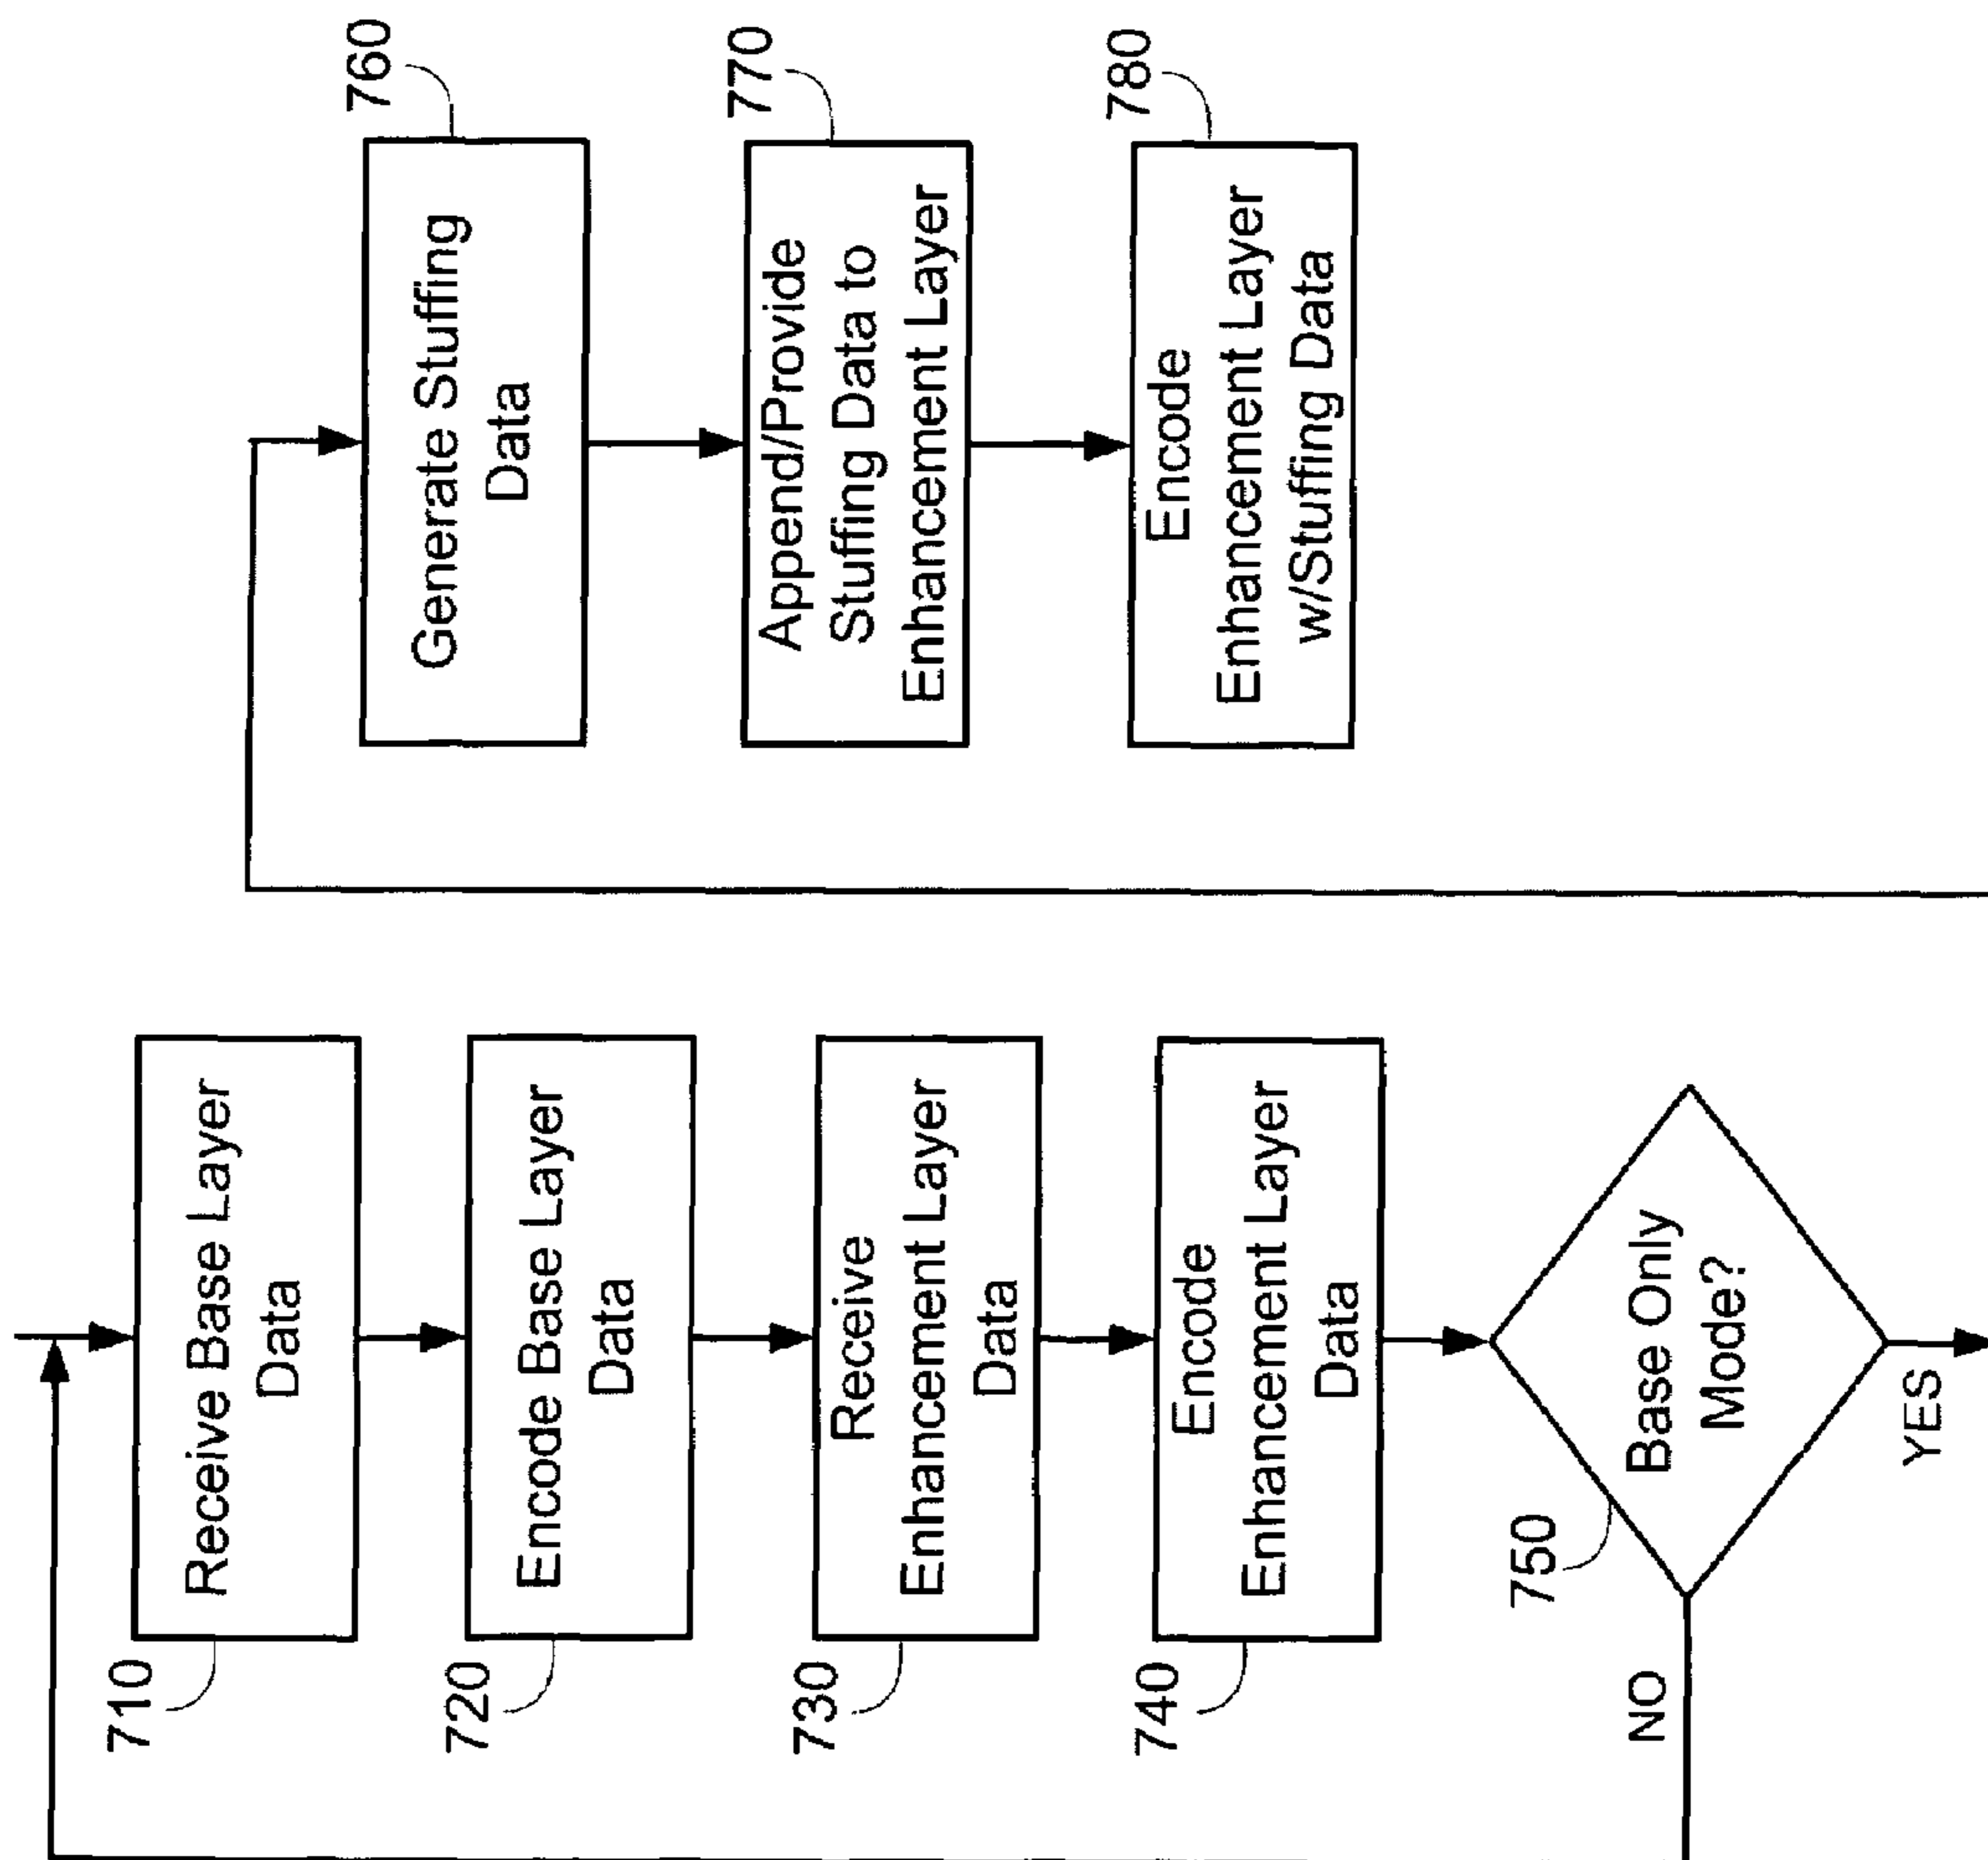 710
Receive Base Layer
Data
720
Encode Base Layer
Data
730
Receive
Enhancement Layer
Data
740
Encode
Enhancement Layer
Data
750
Base Only
Mode?
NO
YES
760
Generate Stuffing
Data
770
Append/Provide
Stuffing Data to
Enhancement Layer
780
Encode
Enhancement Layer
w/Stuffing Data